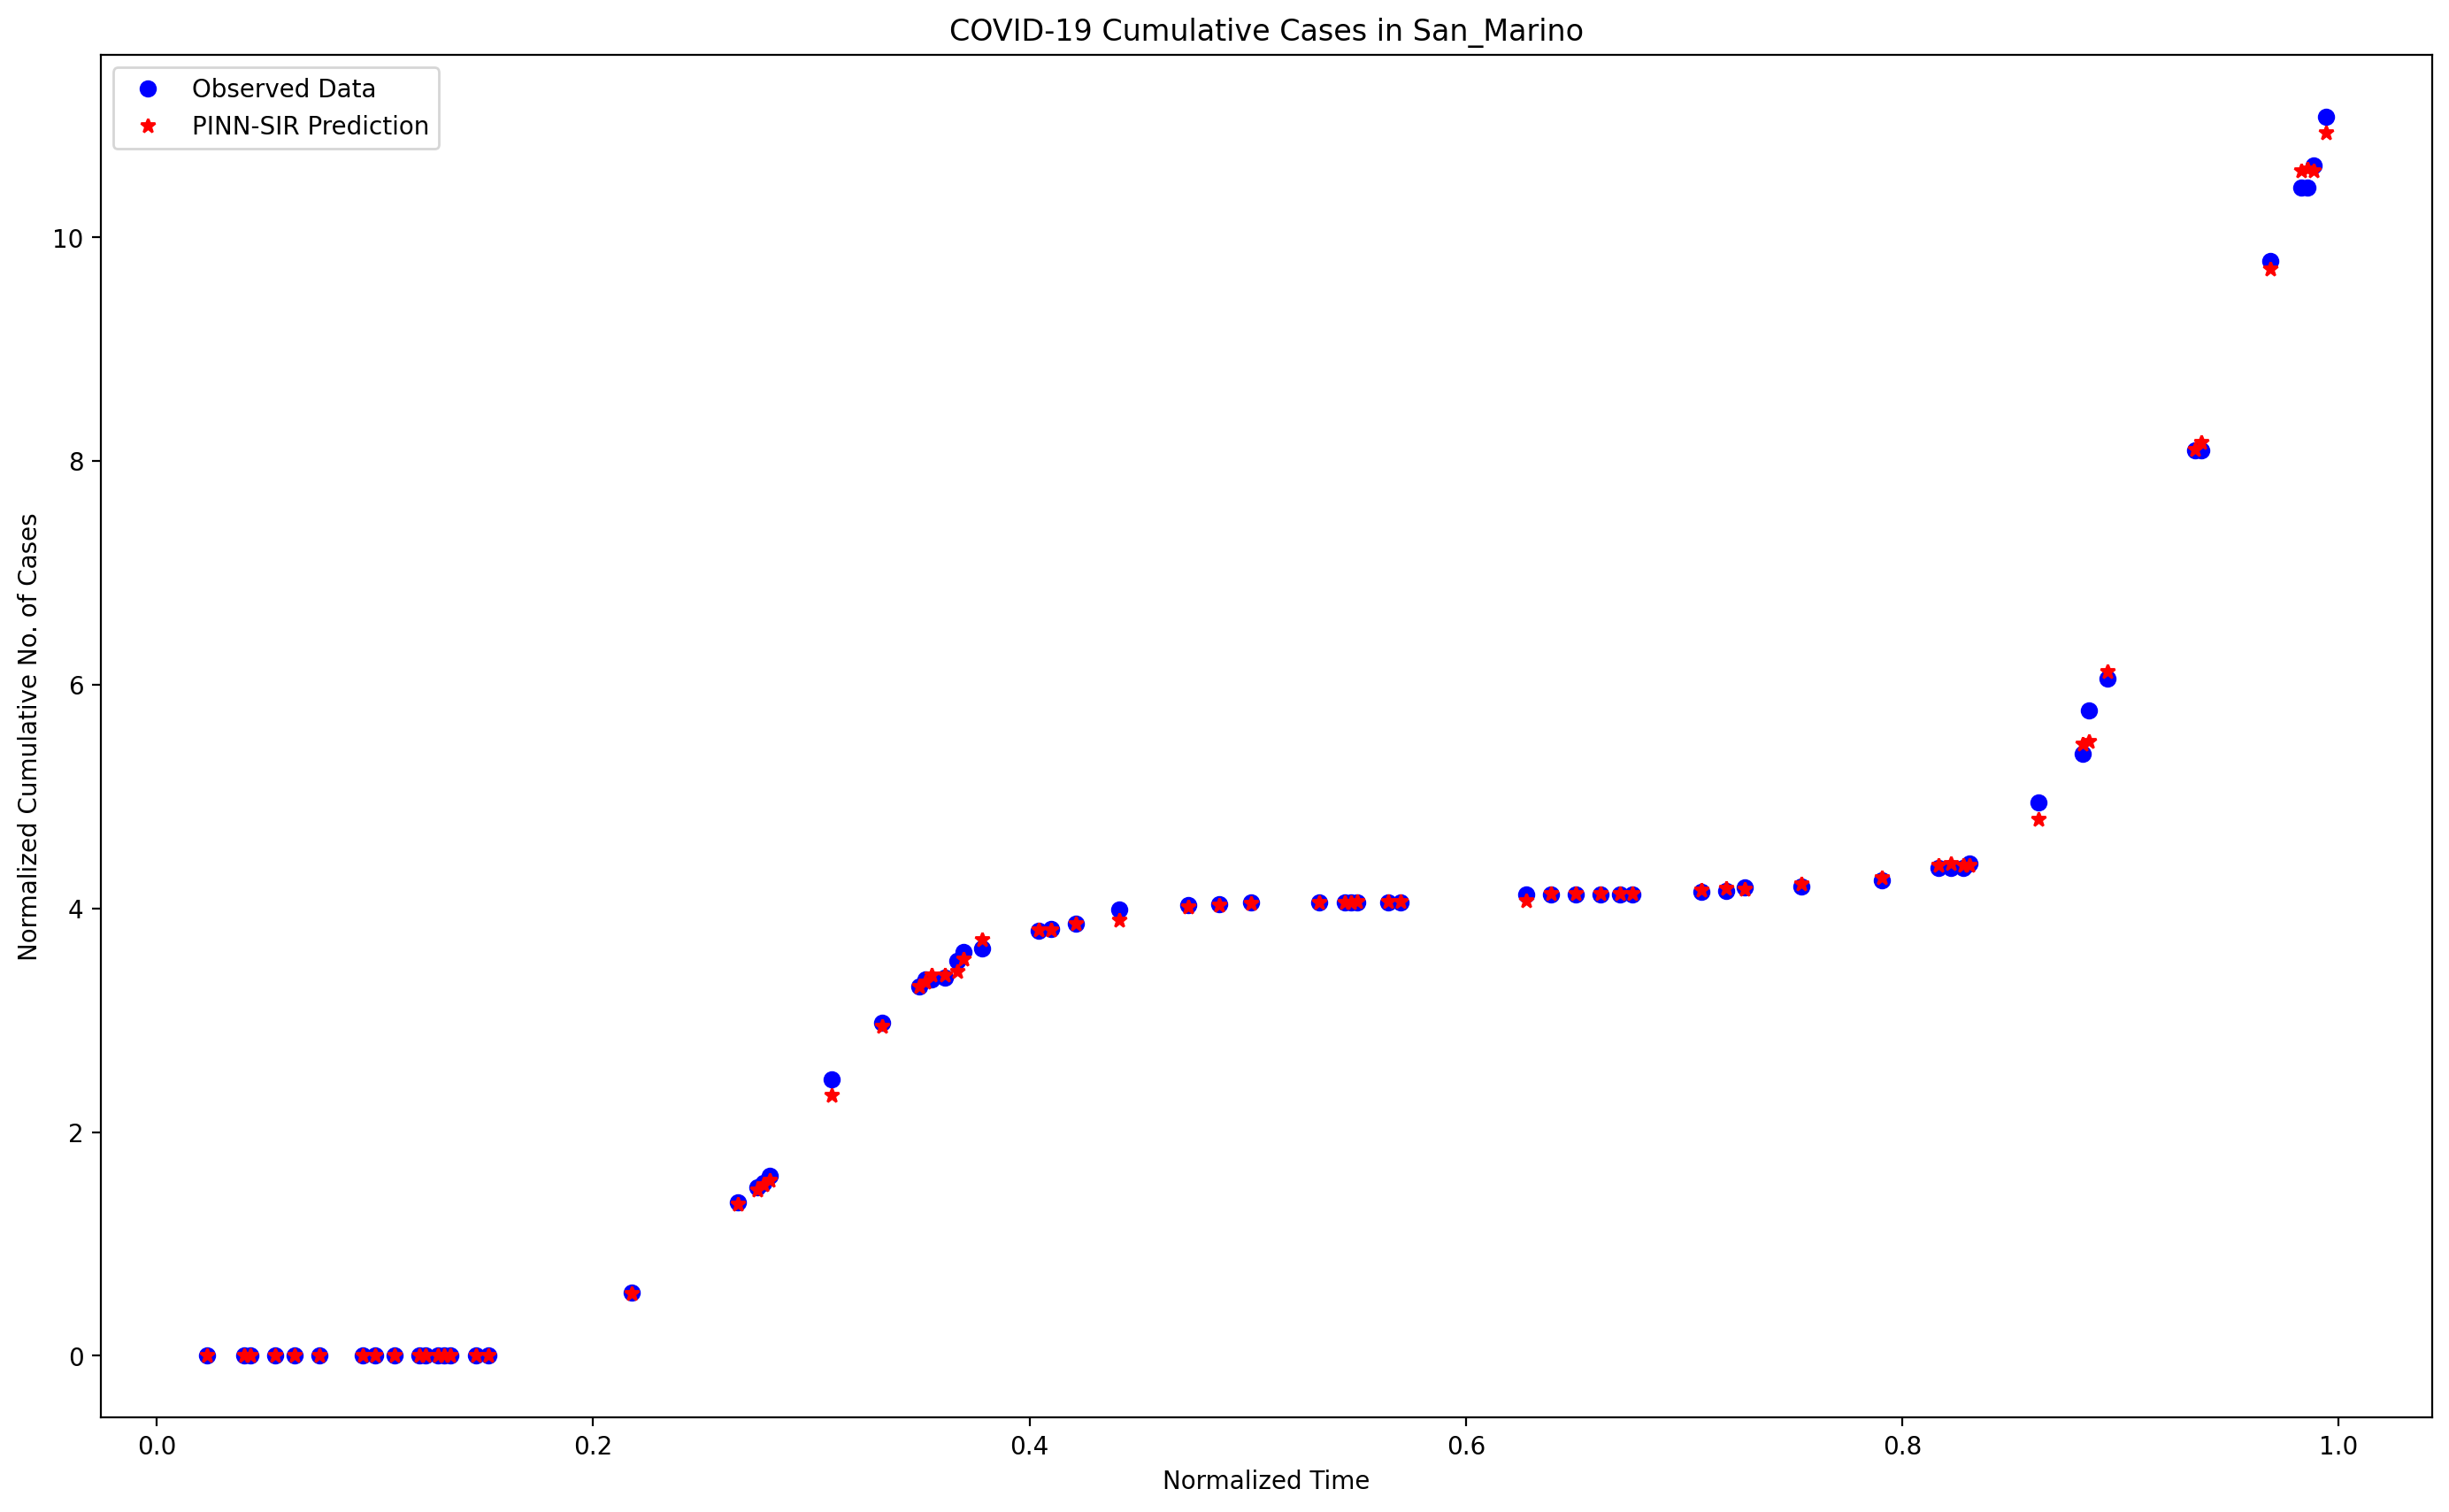 COVID-19 Cumulative Cases in San_Marino
Observed Data
PINN-SIR Prediction
Normalized Cumulative No. of Cases
10
8
6
4
2
0
0.0
0.2
0.4
0.6
0.8
1.0
Normalized Time